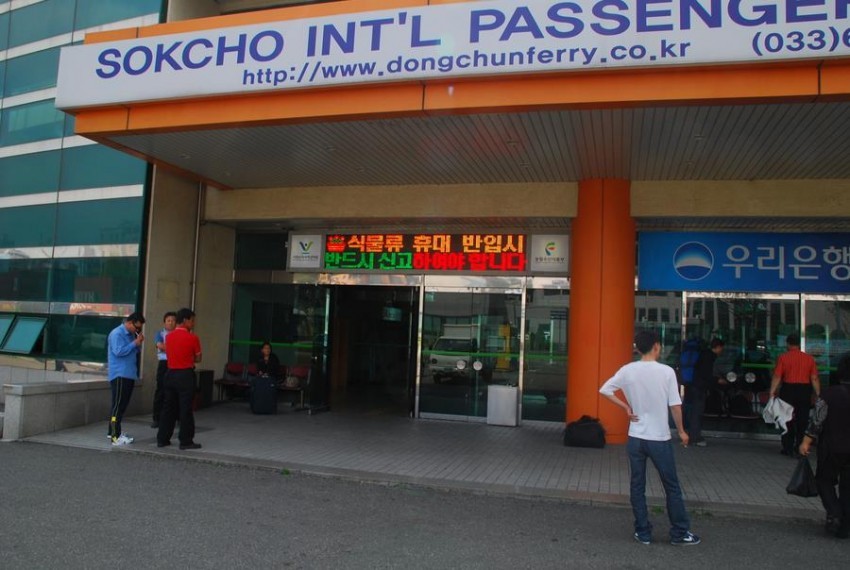 SOKCHO INT'L PASSENGER
http://www.dongchunferry.co.kr
(033)6
식물류 휴대 반입시
반드시 신고하여야 합니다
우리은행